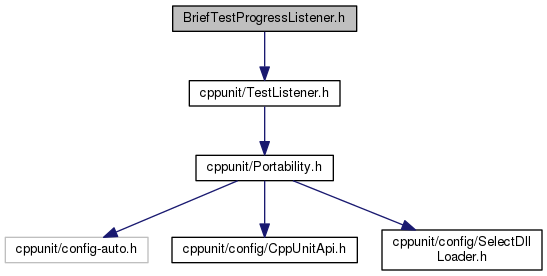 BriefTestProgressListener.h
cppunit/TestListener.h
cppunit/Portability.h
cppunit/config-auto.h
cppunit/config/CppUnitApi.h
cppunit/config/SelectDll
Loader.h